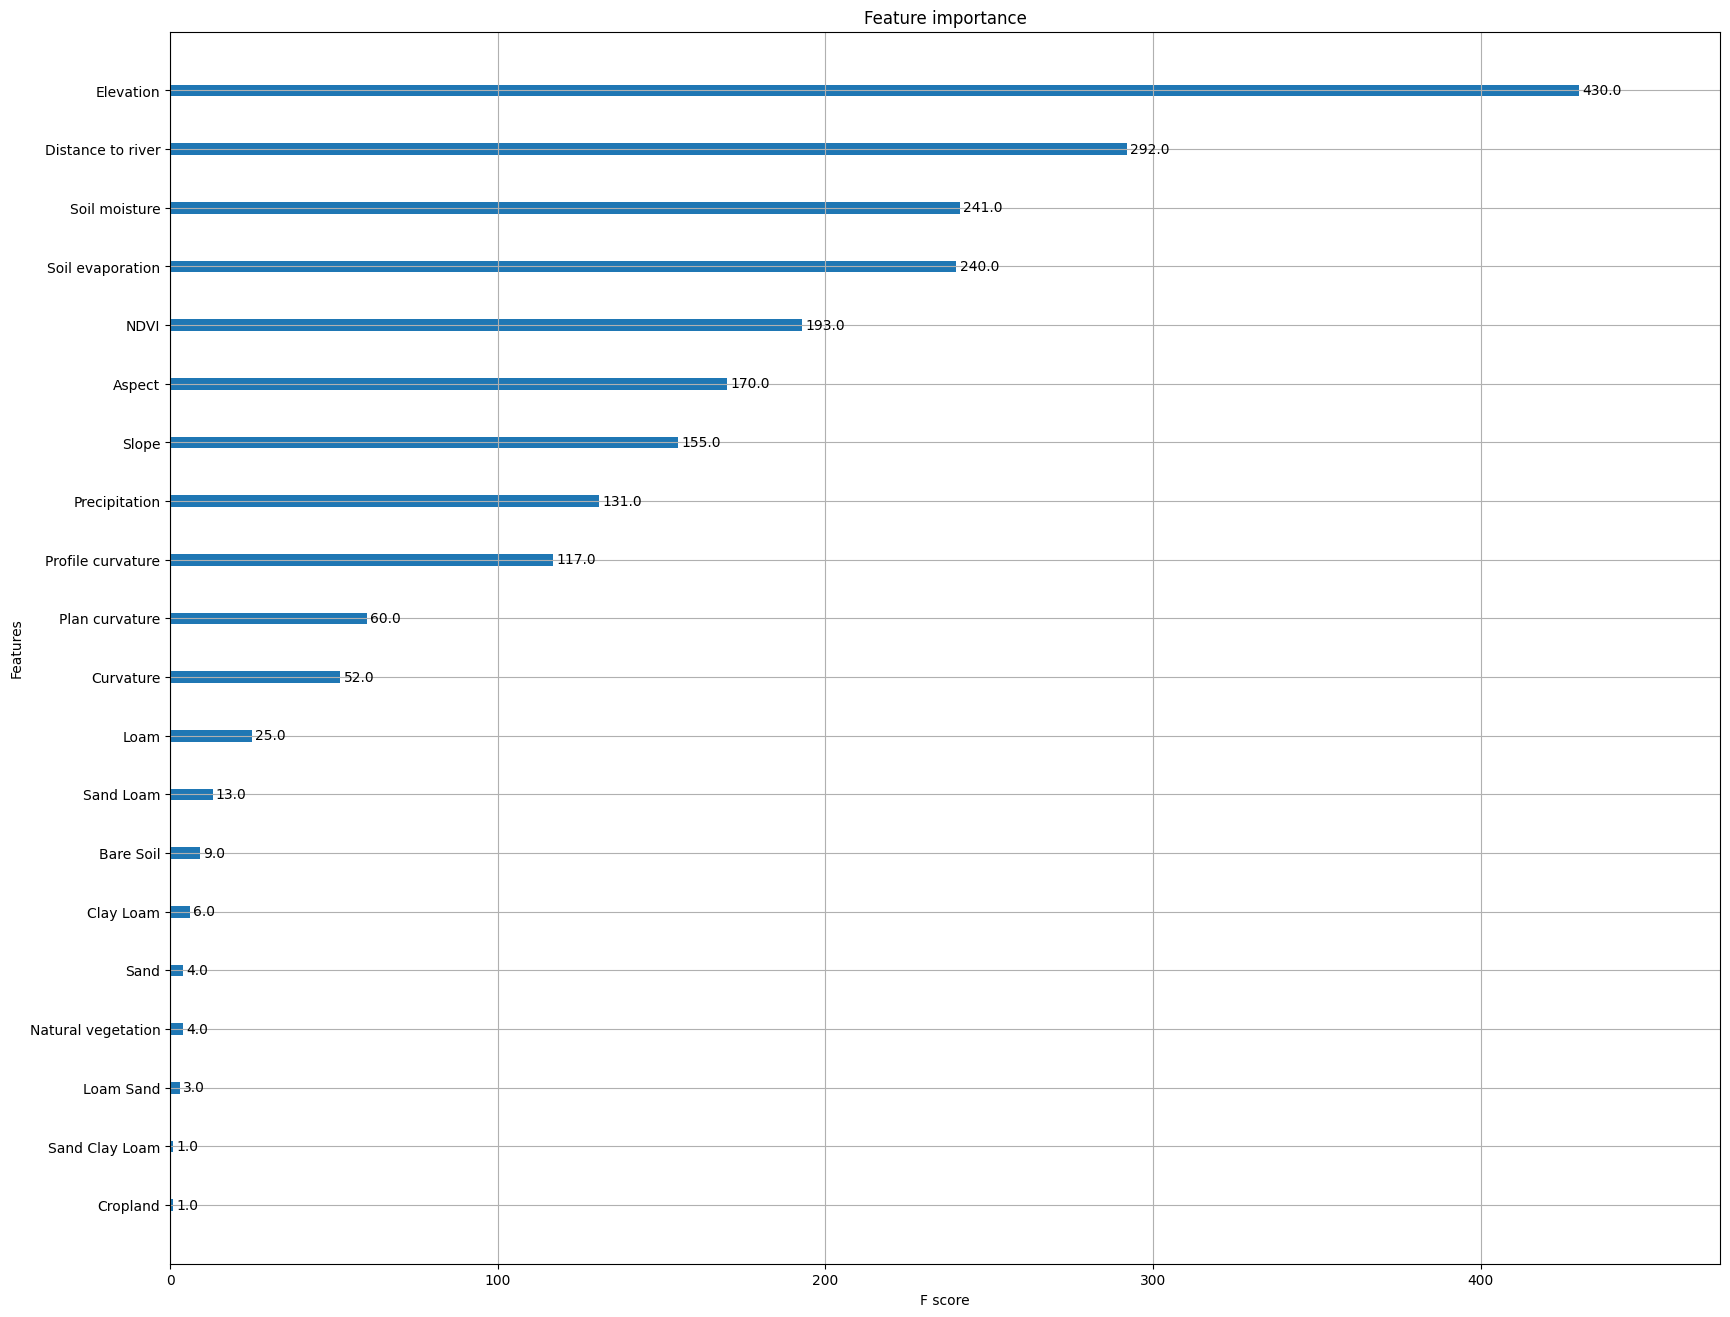 Feature importance
Elevation 430.0
Distance to river 292.0
Soil moisture 241.0
Soil evaporation 240.0
NDVI 193.0
Aspect 170.0
Slope 155.0
Precipitation 131.0
Profile curvature 117.0
Plan curvature 60.0
Features
Curvature 52.0
Loam 25.0
Sand Loam 13.0
Bare Soil 9.0
Clay Loam 6.0
Sand 4.0
Natural vegetation 4.0
Loam Sand 3.0
Sand Clay Loam 1.0
Cropland 1.0
0 100 200 300 400
F score